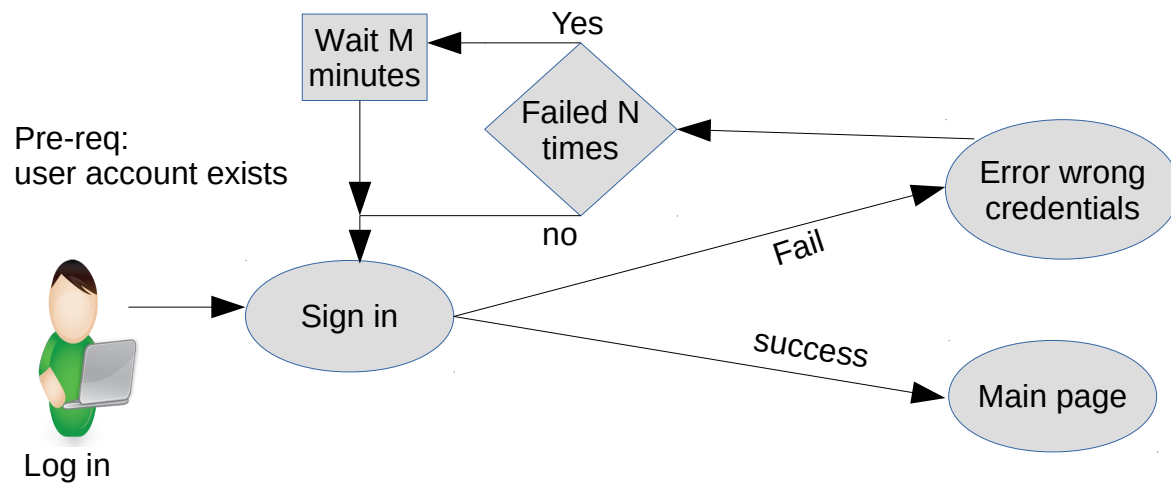 Yes
Wait M
minutes
Failed N
times
Pre-req:
user account exists
Error wrong
credentials
no
Fail
Sign in
success
Main page
Log in